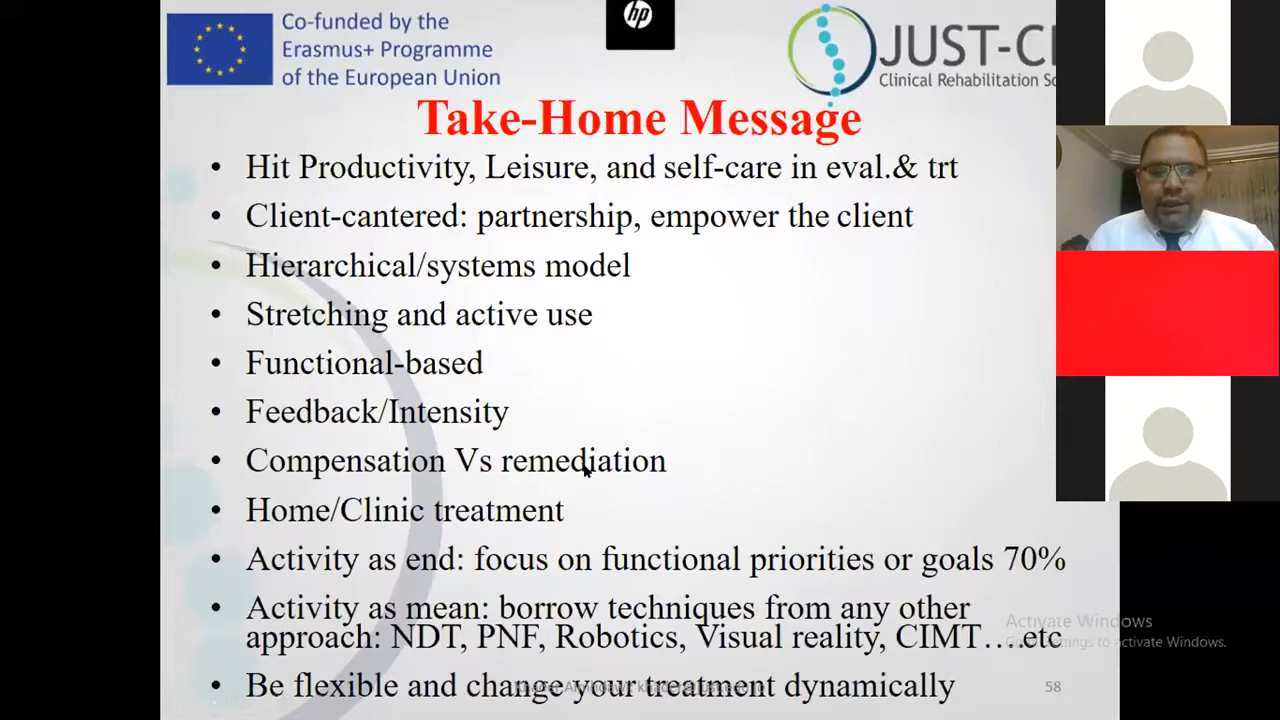 Co-funded by the
Erasmus+ Programme
of the European Union
hp
JUST-C
Clinical Rehabilitation
Take-Home Message
• Hit Productivity, Leisure, and self-care in eval.& trt
• Client-cantered: partnership, empower the client
• Hierarchical/systems model
• Stretching and active use
• Functional-based
• Feedback/Intensity
• Compensation Vs remediation
• Home/Clinic treatment
• Activity as end: focus on functional priorities or goals 70%
• Activity as mean: borrow techniques from any other
approach: NDT, PNF, Robotics, Visual reality, CIMT….etc
Activate Windows
to activate Windows.
• Be flexible and change your treatment dynamically
58